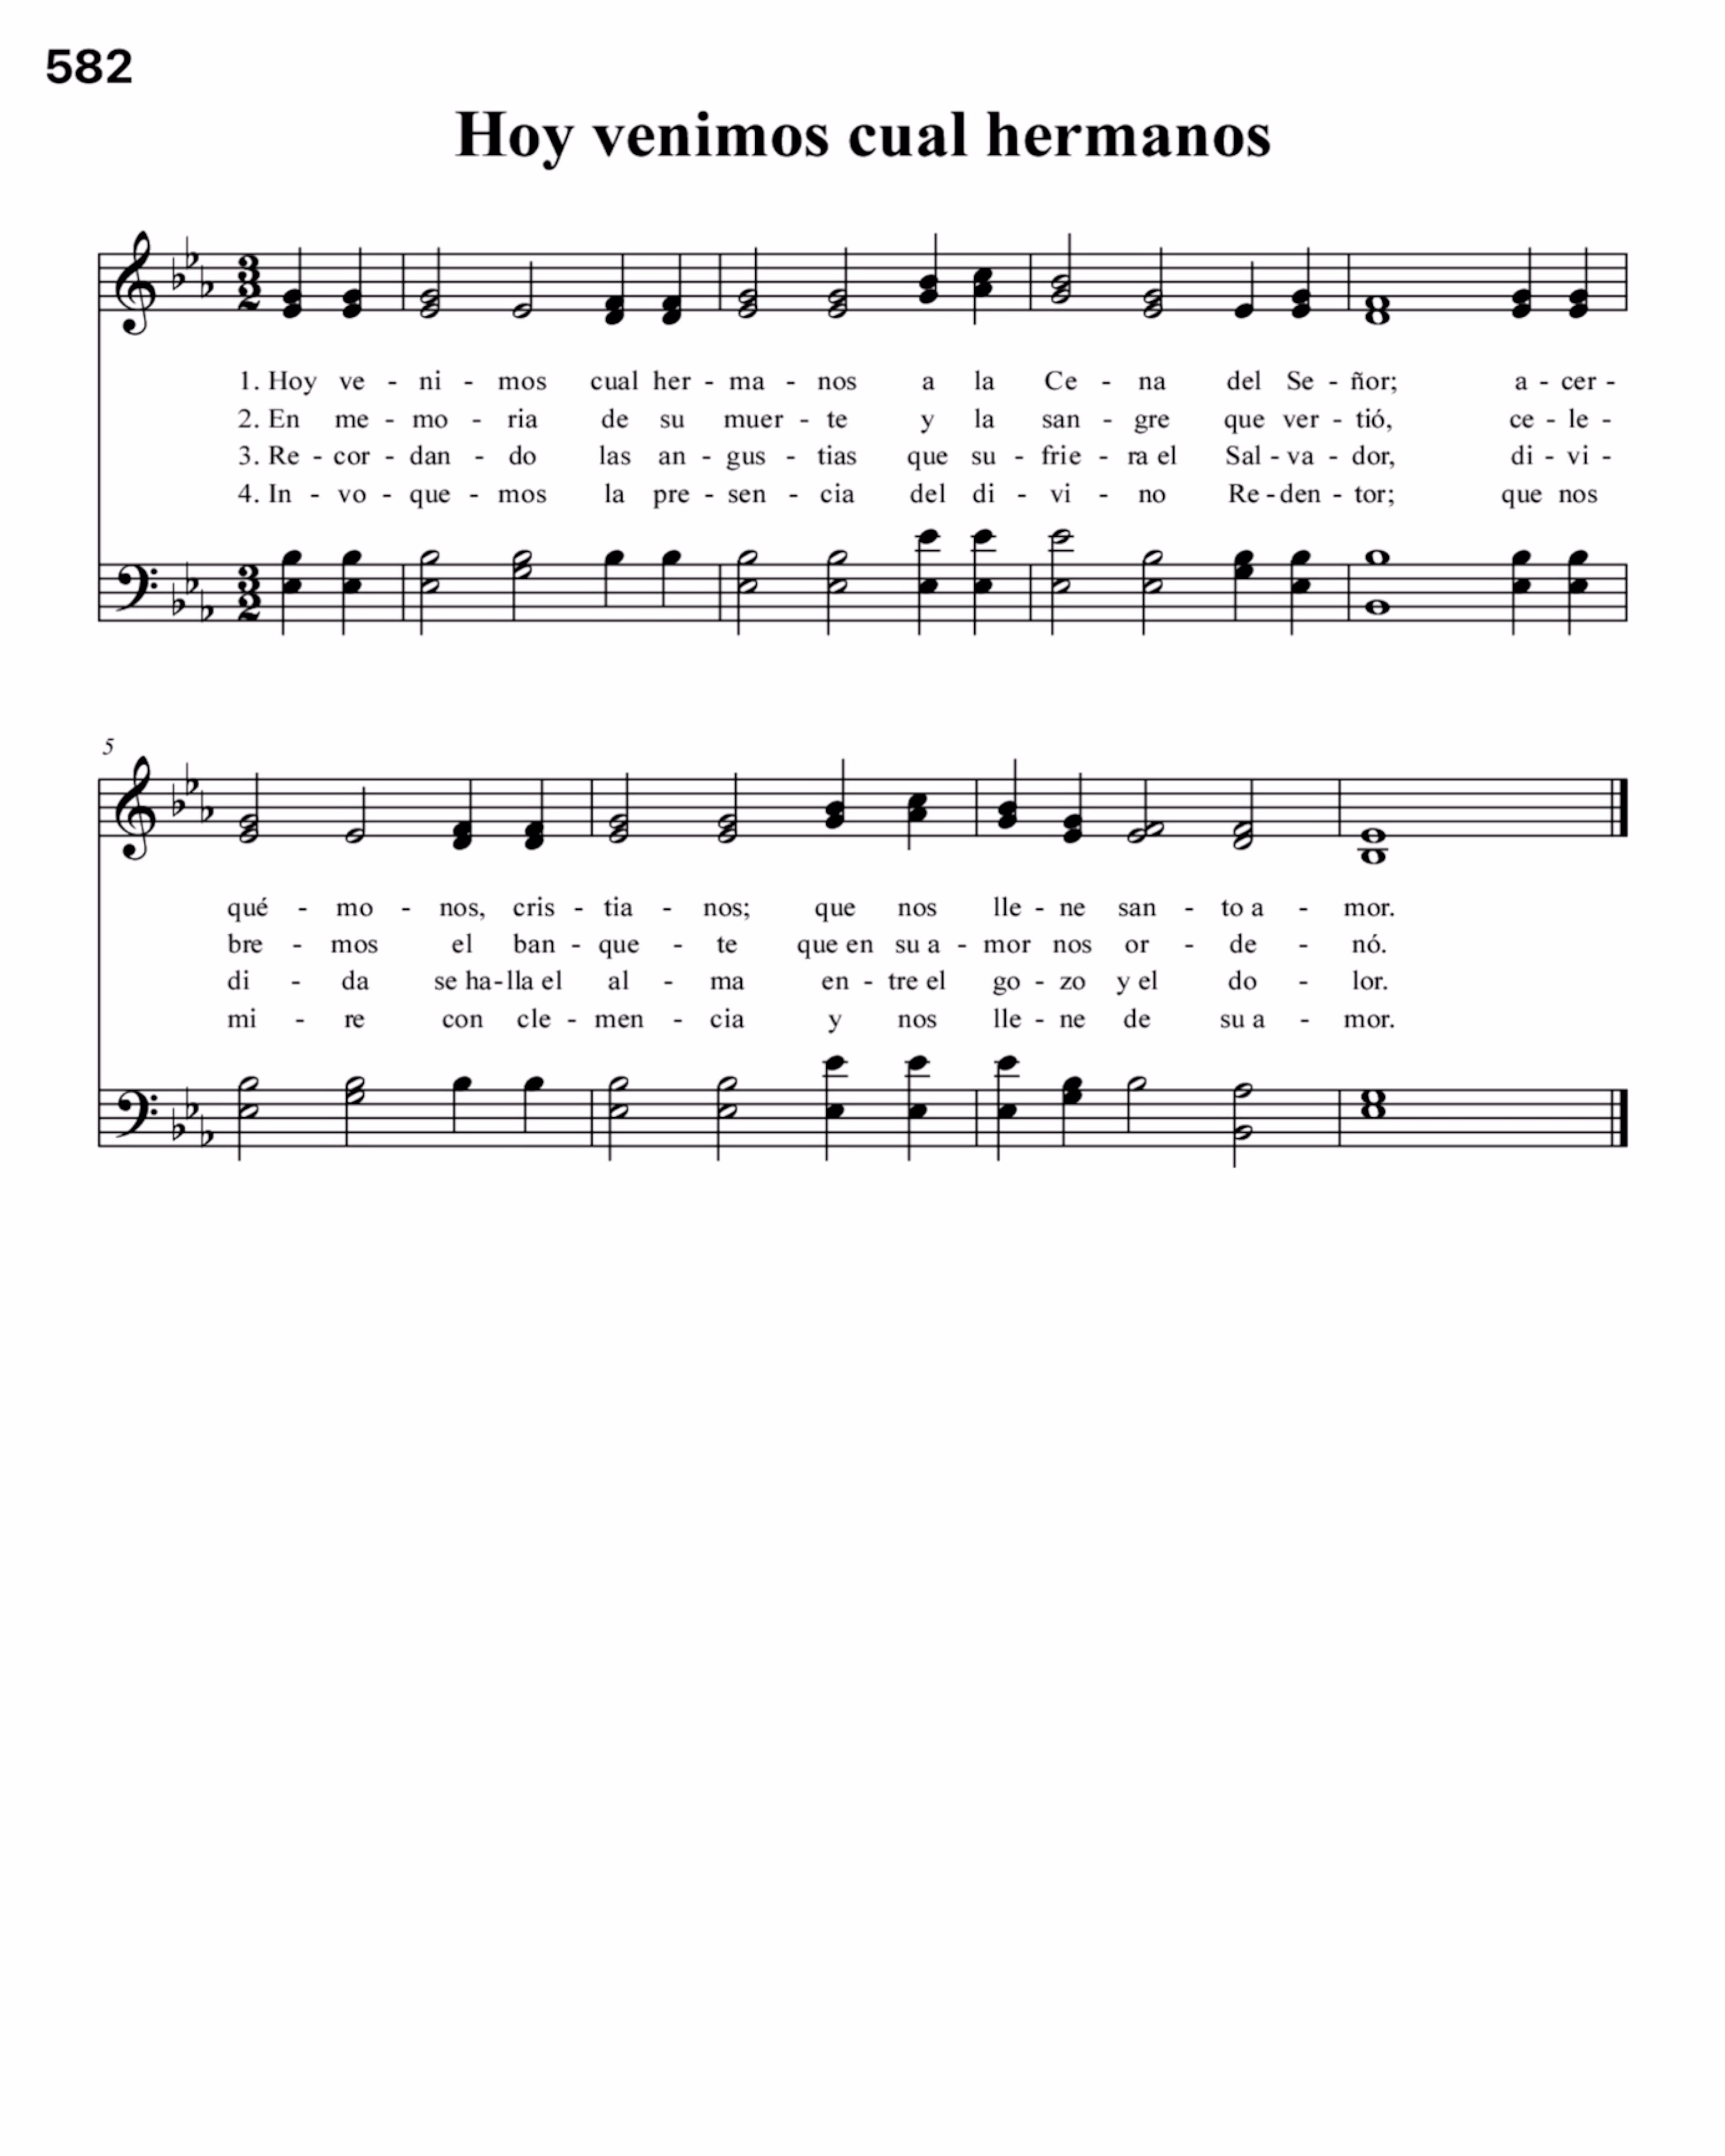 582
Hoy venimos cual hermanos
1. Hoy ve - ni - mos cual her - ma - nos a la Ce - na del Se - ñor; a - cer -
2. En me - mo - ria de su muer - te y la san - gre que ver - tió, ce - le -
3. Re - cor - dan - do las an - gus - tias que su - frie - ra el Sal - va - dor, di - vi -
4. In - vo - que - mos la pre - sen - cia del di - vi - no Re - den - tor; que nos
5
qué - mo - nos, cris - tia - nos; que nos lle - ne san - to a - mor.
bre - mos el ban - que - te que en su a - mor nos or - de - nó.
di - da se ha - lla el al - ma en - tre el go - zo y el do - lor.
mi - re con cle - men - cia y nos lle - ne de su a - mor.